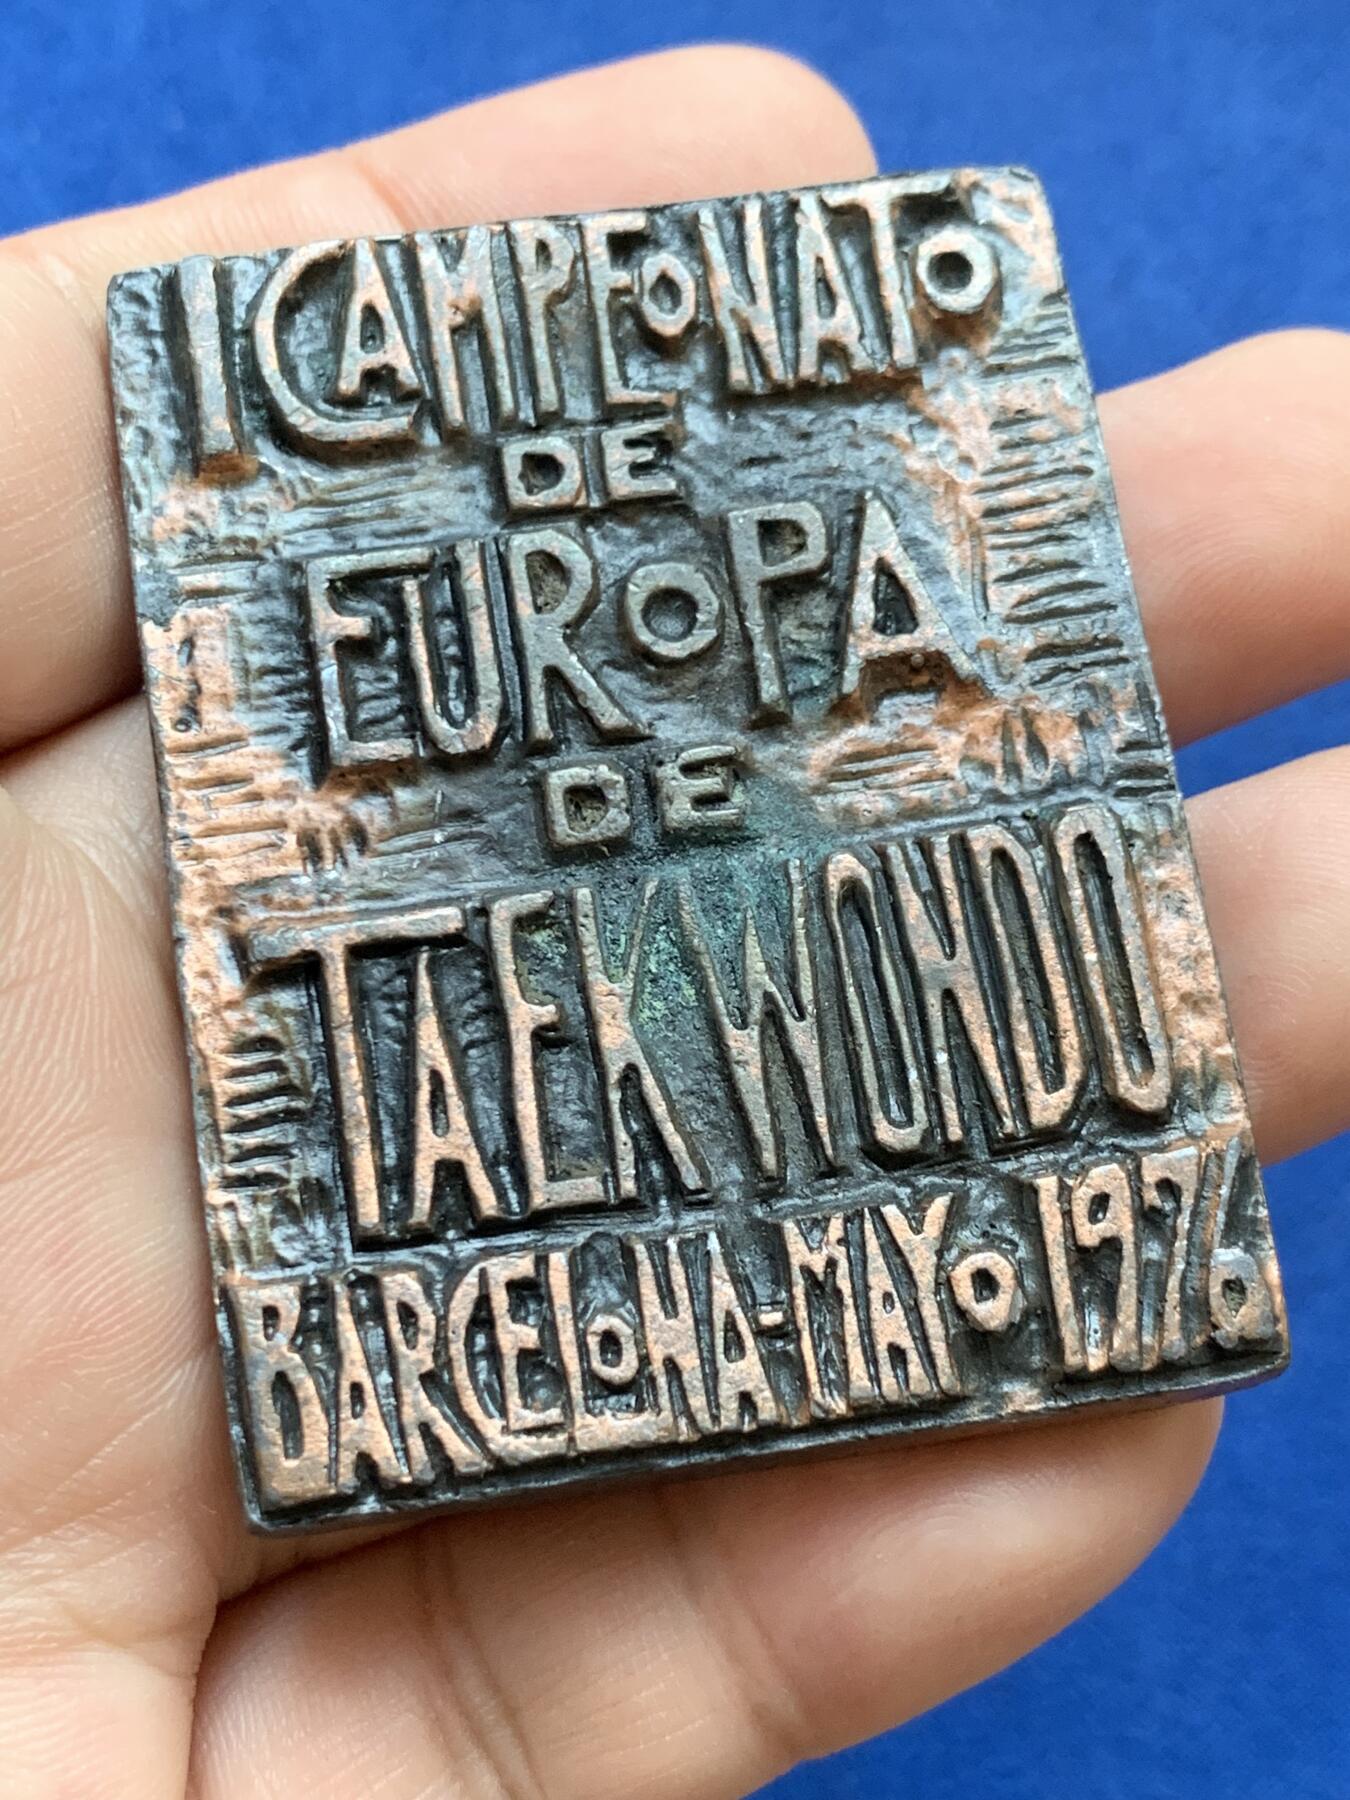 I CAMPEONATO
DE
EUROPA
DE
TAEKWONDO
BARCELONA-MAYO 1976